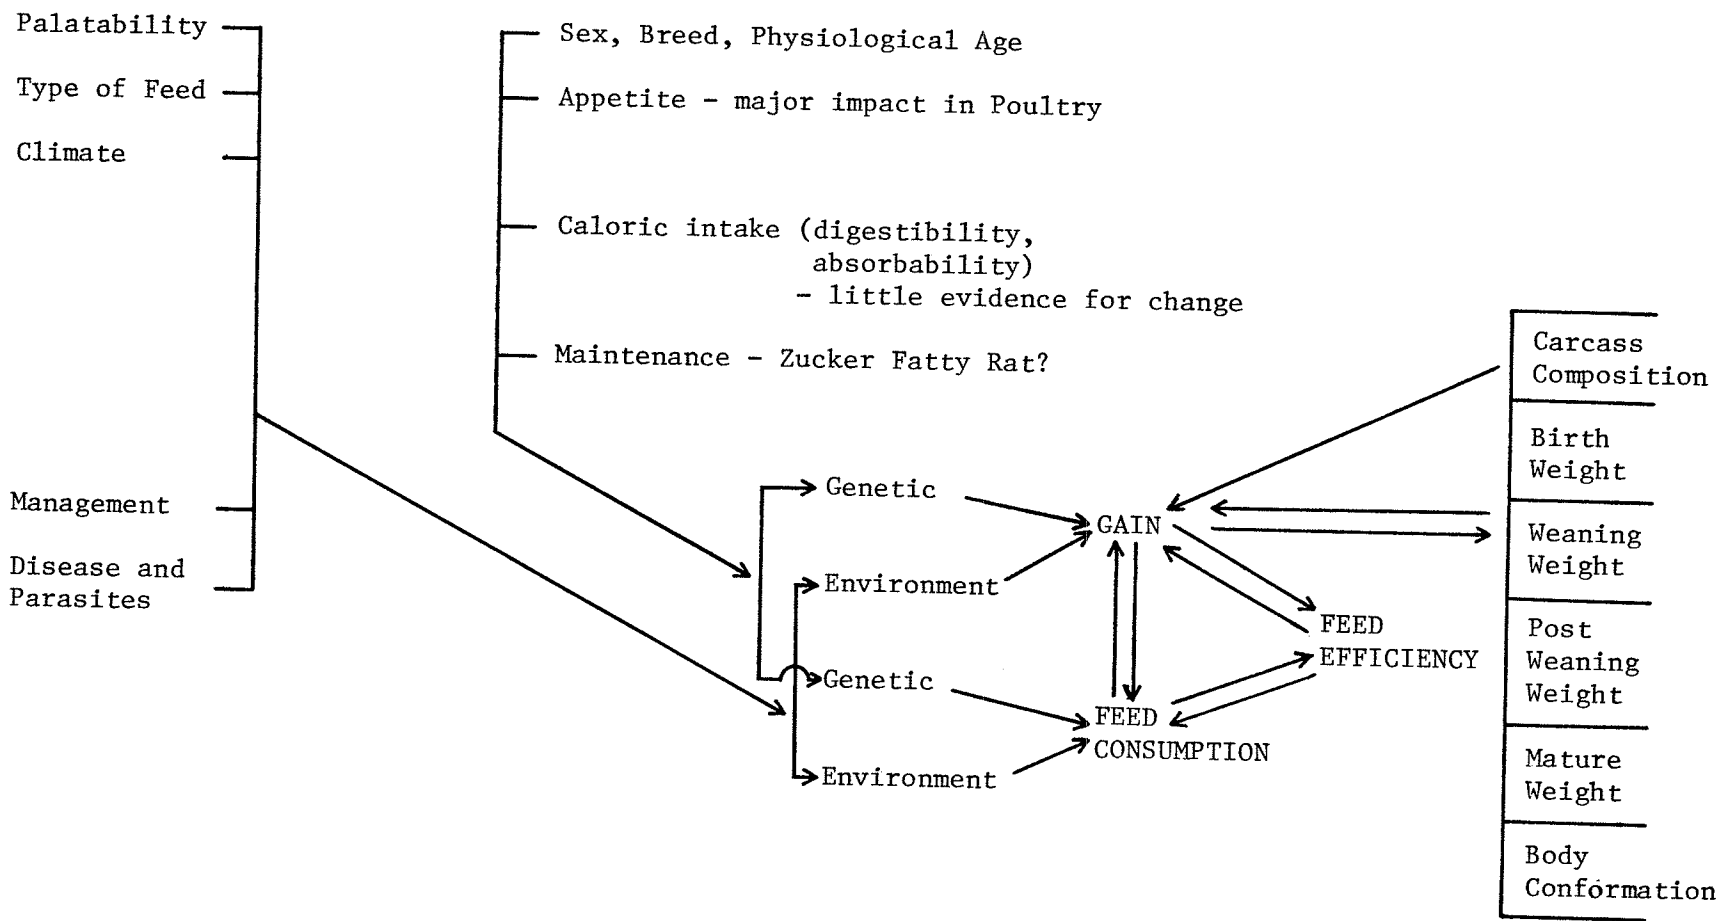 Palatability
Type of Feed
Climate
Management
Disease and
Parasites
Sex, Breed, Physiological Age
Appetite - major impact in Poultry
Caloric intake (digestibility,
absorbability)
- little evidence for change
Maintenance - Zucker Fatty Rat?
Genetic
Environment
Genetic
Environment
GAIN
FEED
CONSUMPTION
FEED
EFFICIENCY
Carcass
Composition
Birth
Weight
Weaning
Weight
Post
Weaning
Weight
Mature
Weight
Body
Conformation